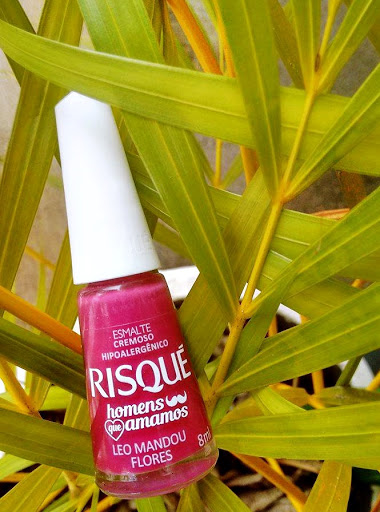 ESMALTE
CREMOSO
HIPOALERGÊNICO
RISQUÉ
homens
que amamos
LEO MANDOU
FLORES
8ml